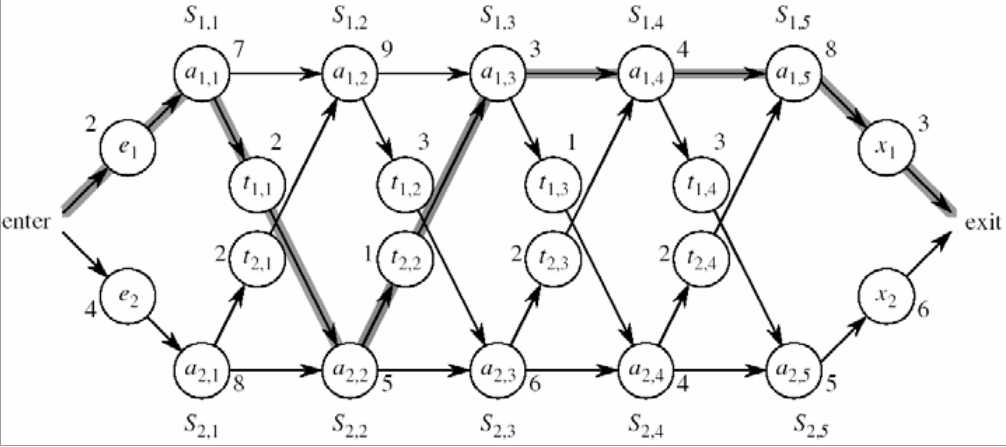 S1,1 S1,2 S1,3 S1,4 S1,5
7 9 3 4 8
a1,1 a1,2 a1,3 a1,4 a1,5
2 e1 2 3 1 3 x1 3
t1,1 t1,2 t1,3 t1,4
enter exit
2 t2,1 1 t2,2 2 t2,3 2 t2,4
4 e2 x2 6
a2,1 8 a2,2 5 a2,3 6 a2,4 4 a2,5 5
S2,1 S2,2 S2,3 S2,4 S2,5